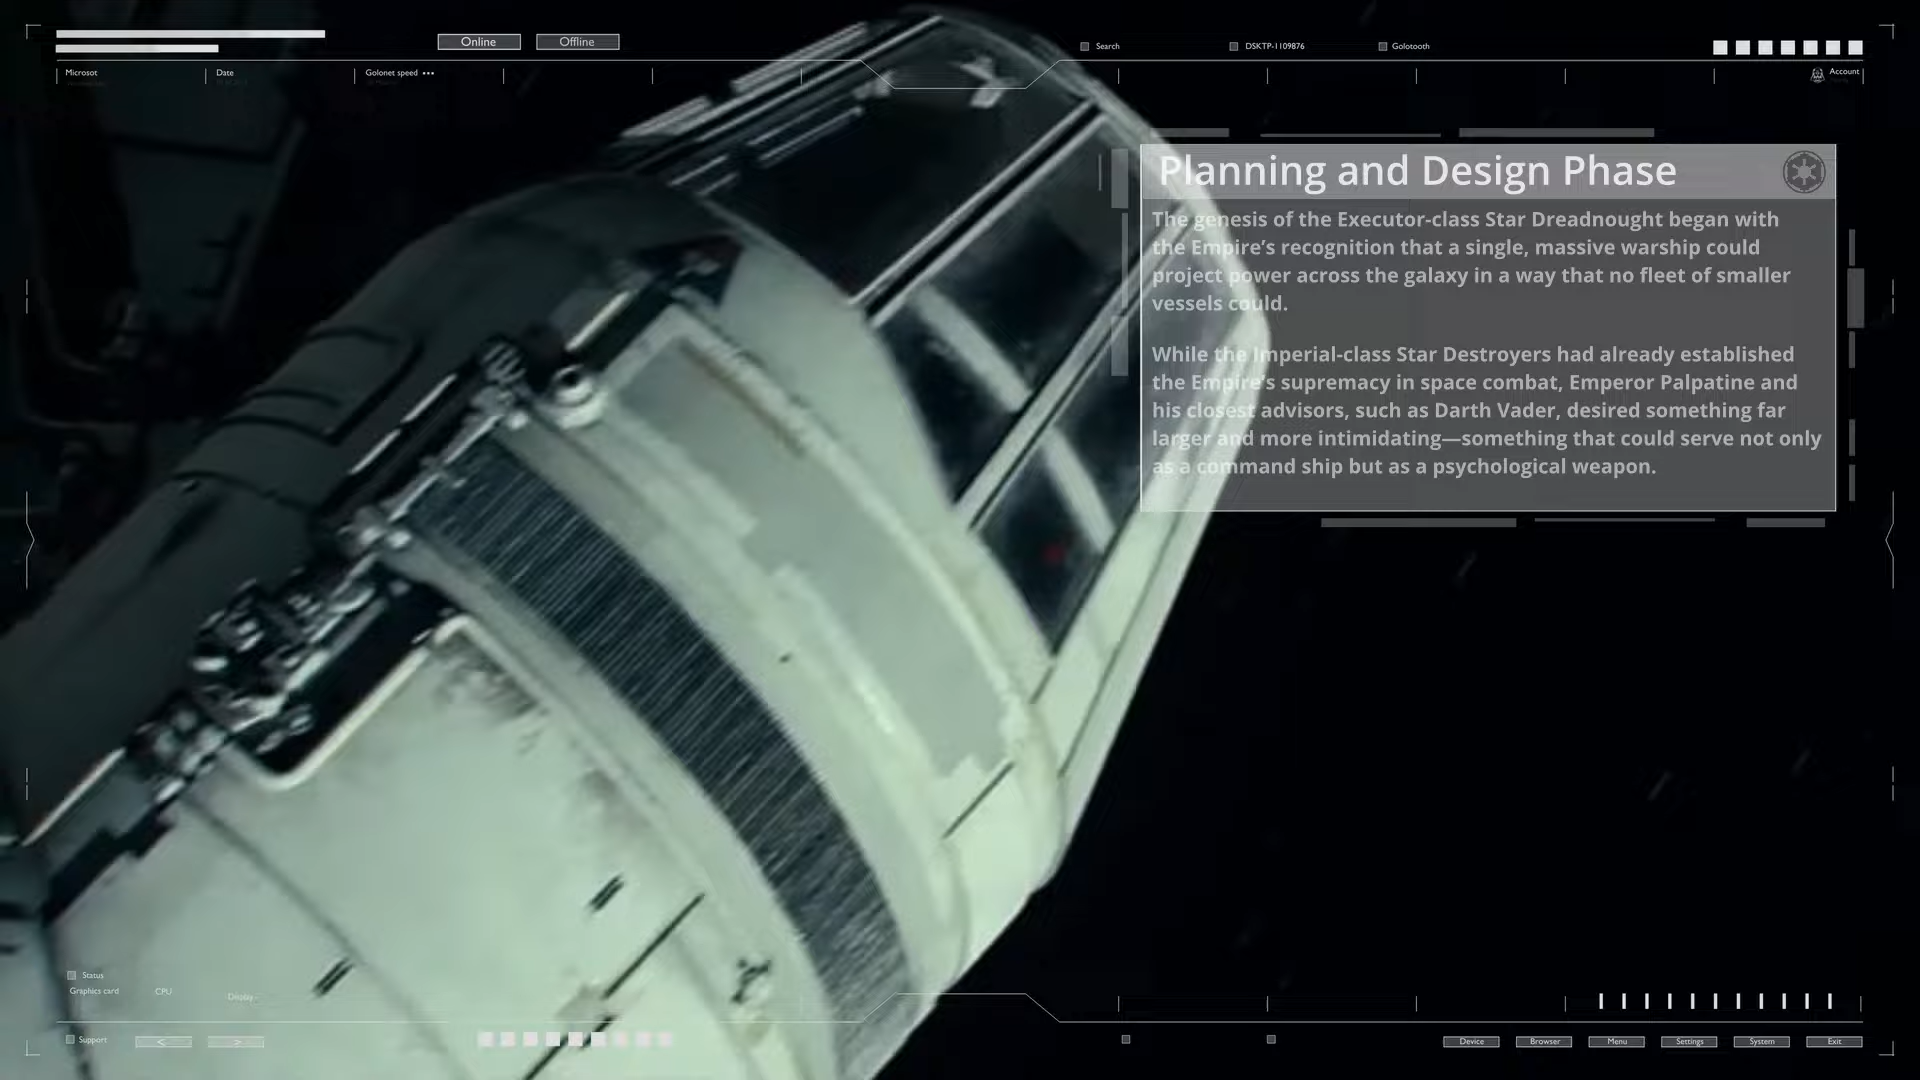 Online
Offline
Search
DSKTP-1109876
Golotooth
Microsot
Date
Golonet speed •••
Account
Planning and Design Phase
The genesis of the Executor-class Star Dreadnought began with
the Empire's recognition that a single, massive warship could
project power across the galaxy in a way that no fleet of smaller
vessels could.
While the Imperial-class Star Destroyers had already established
the Empire's supremacy in space combat, Emperor Palpatine and
his closest advisors, such as Darth Vader, desired something far
larger and more intimidating—something that could serve not only
as a command ship but as a psychological weapon.
Status
Graphics card
CPU
Display
Support
<
>
Device
Browser
Menu
Settings
System
Exit